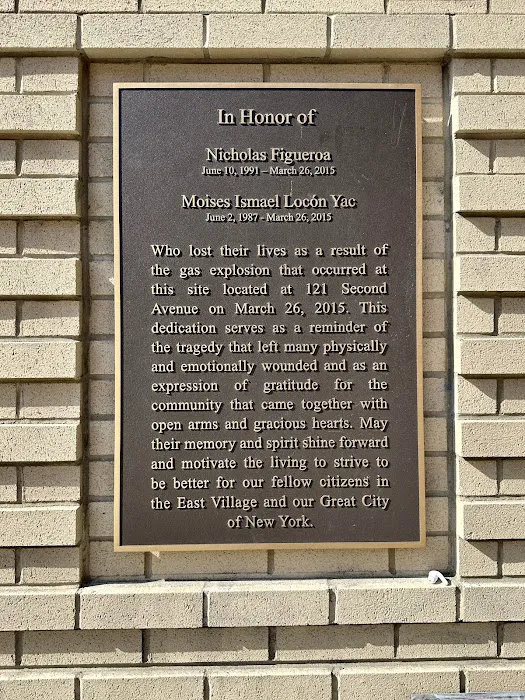 In Honor of
Nicholas Figueroa
June 10, 1991 – March 26, 2015
Moises Ismael Locón Yac
June 2, 1987 - March 26, 2015
Who lost their lives as a result of
the gas explosion that occurred at
this site located at 121 Second
Avenue on March 26, 2015. This
dedication serves as a reminder of
the tragedy that left many physically
and emotionally wounded and as an
expression of gratitude for the
community that came together with
open arms and gracious hearts. May
their memory and spirit shine forward
and motivate the living to strive to
be better for our fellow citizens in
the East Village and our Great City
of New York.